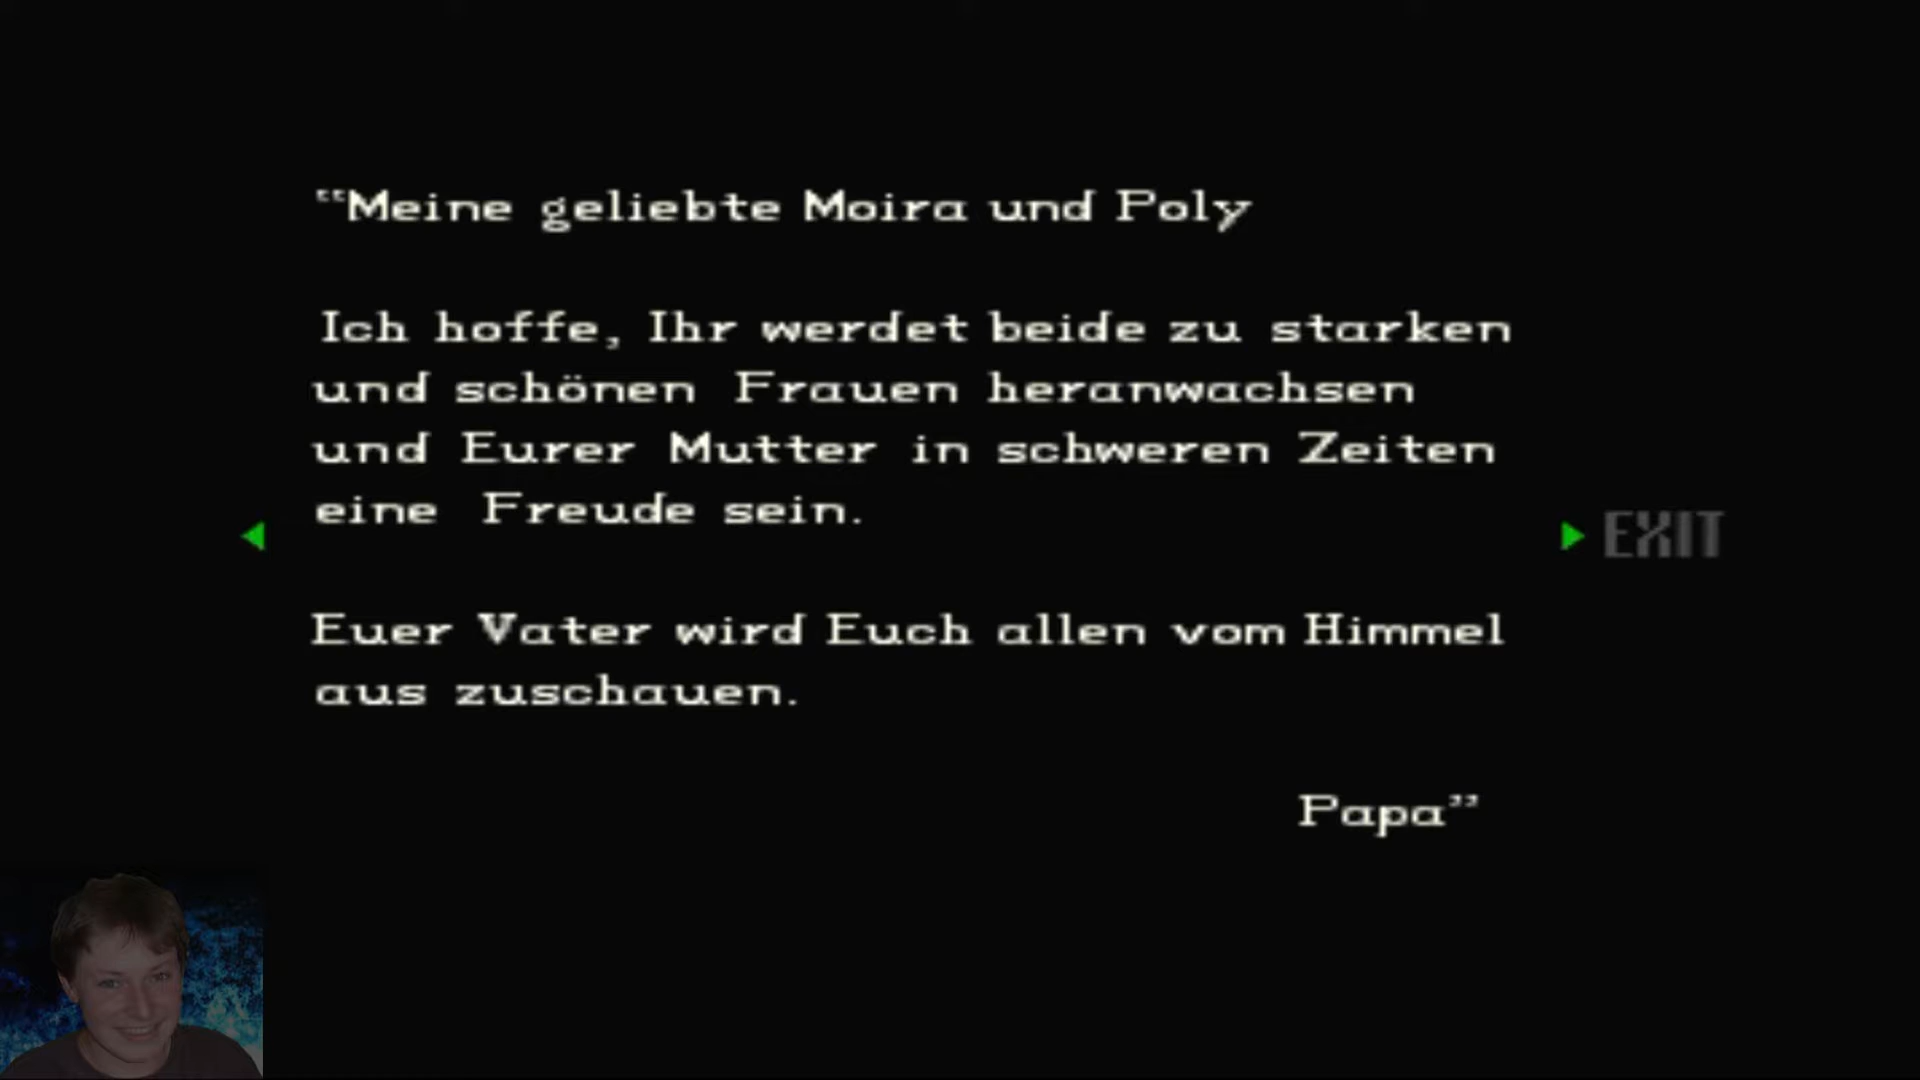 “Meine geliebte Moira und Poly
Ich hoffe, Ihr werdet beide zu starken
und schönen Frauen heranwachsen
und Eurer Mutter in schweren Zeiten
eine Freude sein.
EXIT
Euer Vater wird Euch allen vom Himmel
aus zuschauen.
Papa”